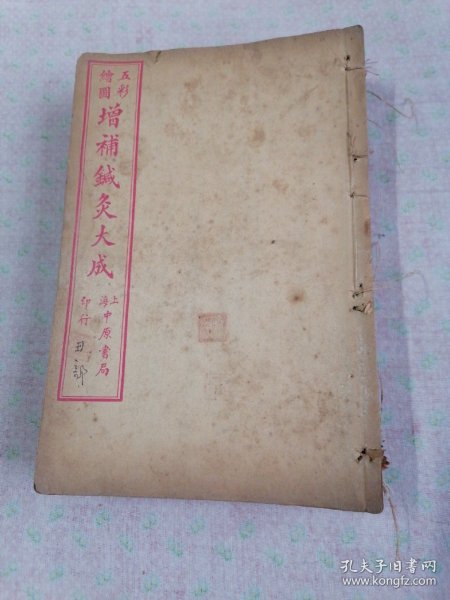 五彩
繪圖
增補鍼灸大成
上海中原書局
印行
孔夫子旧書网
www.kongfz.com